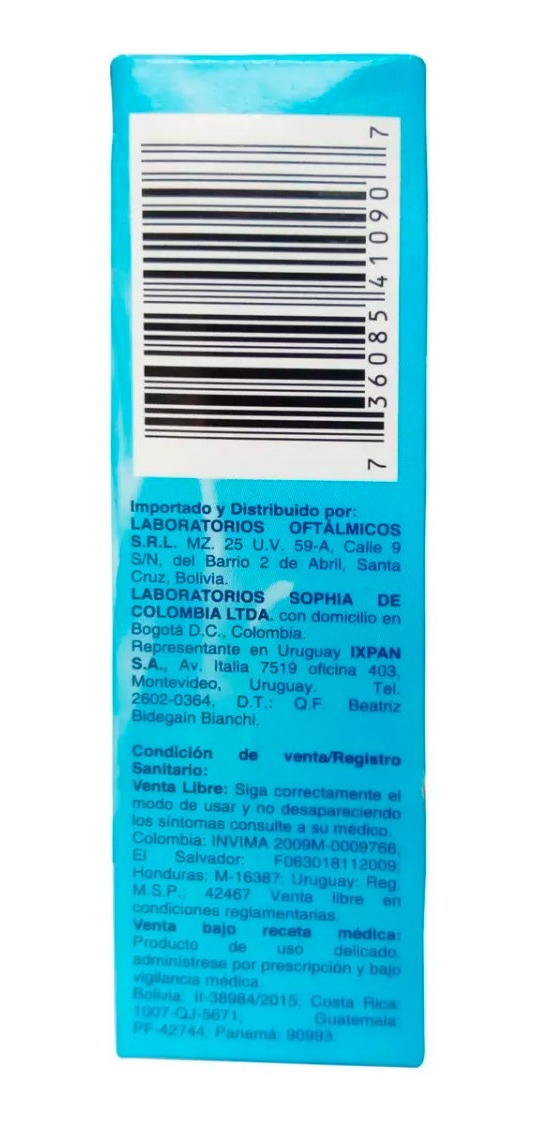 7 36085 41090 7
Importado y Distribuido por:
LABORATORIOS OFTÁLMICOS
S.R.L. MZ. 25 U.V. 59-A, Calle 9
S/N, del Barrio 2 de Abril, Santa
Cruz, Bolivia.
LABORATORIOS SOPHIA DE
COLOMBIA LTDA. con domicilio en
Bogotá D.C., Colombia.
Representante en Uruguay IXPAN
S.A., Av. Italia 7519 oficina 403,
Montevideo, Uruguay. Tel.
2602-0364, D.T.: Q.F. Beatriz
Bidegain Bianchi.
Condición de venta/Registro
Sanitario:
Venta Libre: Siga correctamente el
modo de usar y no desapareciendo
los síntomas consulte a su médico.
Colombia: INVIMA 2009M-0009766;
El Salvador: F063018112009;
Honduras: M-16387; Uruguay: Reg.
M.S.P.: 42467 Venta libre en
condiciones reglamentarias.
Venta bajo receta médica:
Producto de uso delicado,
adminístrese por prescripción y bajo
vigilancia médica.
Bolivia: II-38984/2015; Costa Rica:
1007-QJ-5671; Guatemala:
PF-42744; Panamá: 90993.